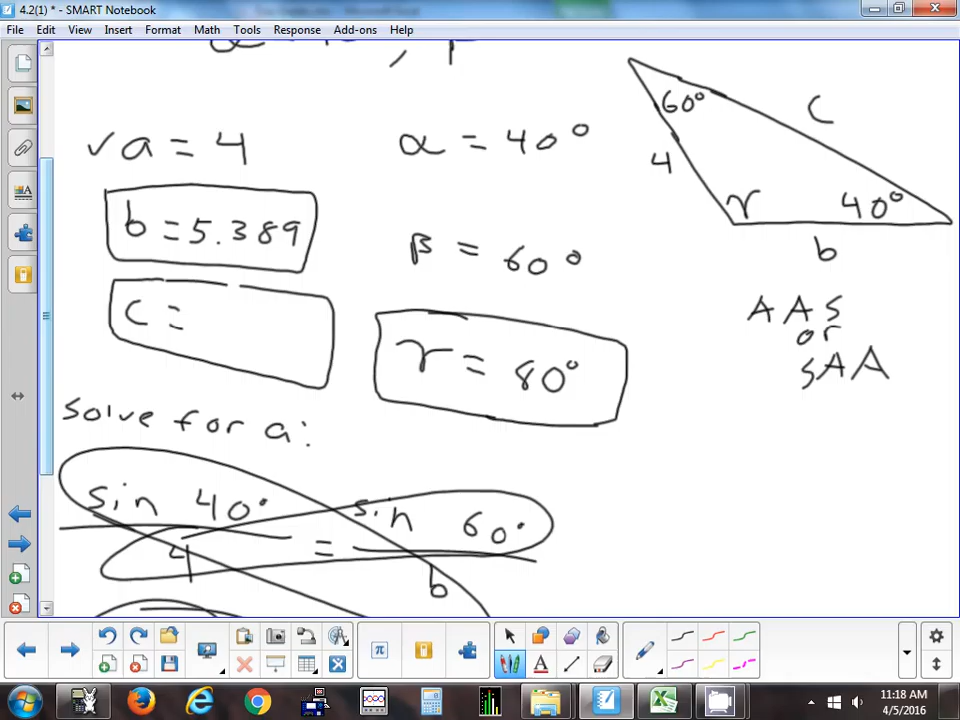 4.2(1) * - SMART Notebook
File Edit View Insert Format Math Tools Response Add-ons Help
√ a = 4
α = 40°
b = 5.389
β = 60°
c =
γ = 80°
60°
c
4
γ
40°
b
AAS
or
SAA
solve for a:
sin 40° = sin 60°
4
b
11:18 AM
4/5/2016